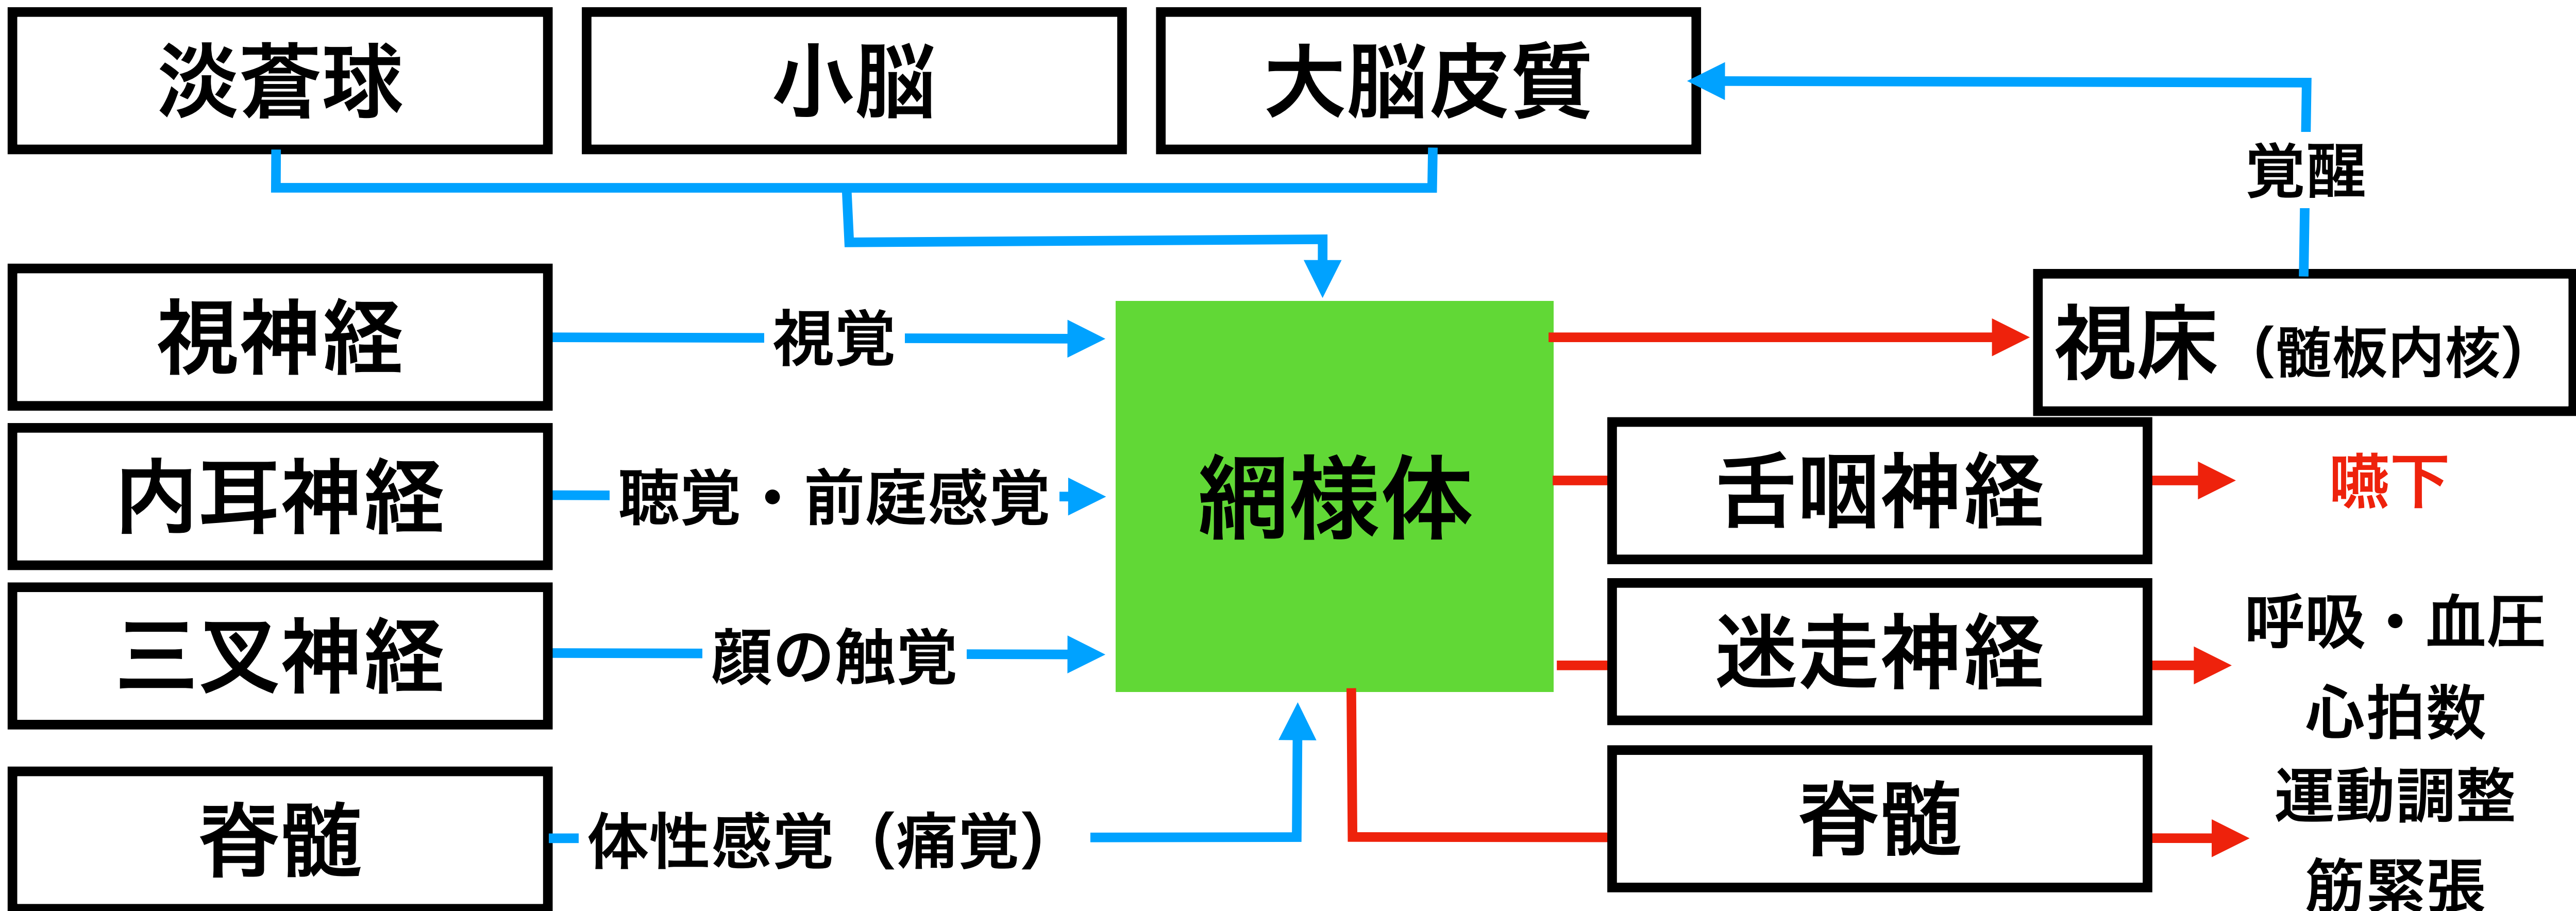 淡蒼球
小脳
大脳皮質
覚醒
視神経
視覚
視床（髄板内核）
内耳神経
聴覚・前庭感覚
網様体
舌咽神経
嚥下
三叉神経
顔の触覚
迷走神経
呼吸・血圧
心拍数
脊髄
体性感覚（痛覚）
脊髄
運動調整
筋緊張